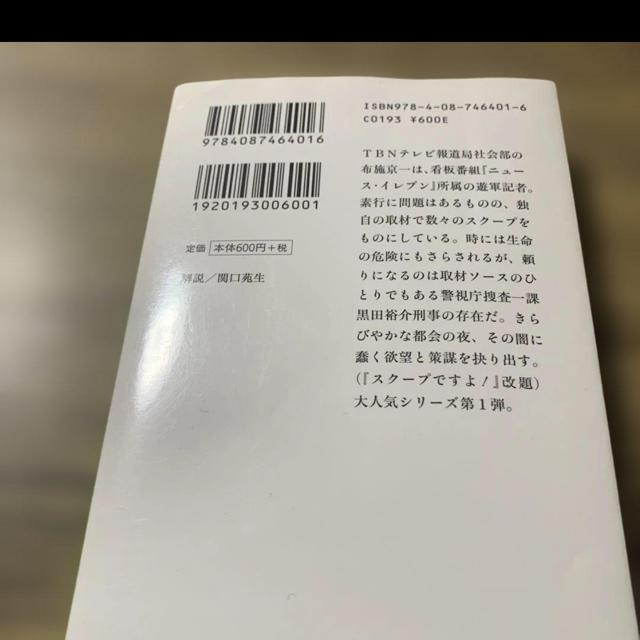 9784087464016
1920193006001
定価 本体600円+税
解説／関口苑生
ISBN978-4-08-746401-6
C0193 ¥600E
TBNテレビ報道局社会部の
布施京一は、看板番組『ニュー
ス・イレブン』所属の遊軍記者。
素行に問題はあるものの、独
自の取材で数々のスクープを
ものにしている。時には生命
の危険にもさらされるが、頼
りになるのは取材ソースのひ
とりでもある警視庁捜査一課
黒田裕介刑事の存在だ。きら
びやかな都会の夜、その闇に
蠢く欲望と策謀を抉り出す。
(『スクープですよ!』改題)
大人気シリーズ第1弾。